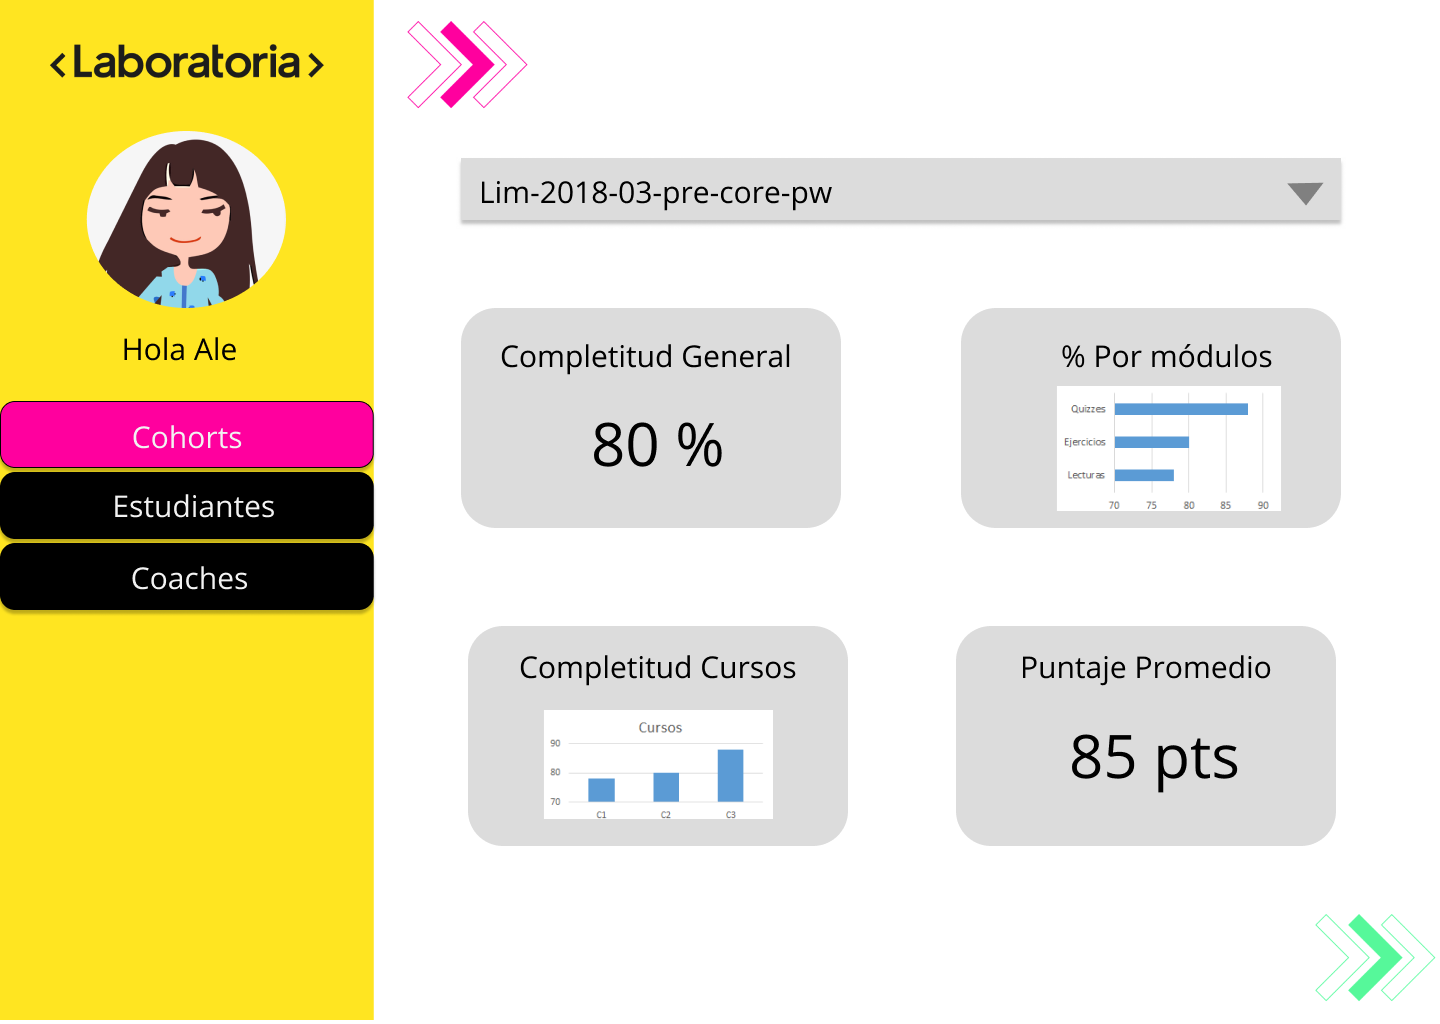 <Laboratoria>
Hola Ale
Cohorts
Estudiantes
Coaches
Lim-2018-03-pre-core-pw
Completitud General
80 %
% Por módulos
Quizzes
Ejercicios
Lecturas
70 75 80 85 90
Completitud Cursos
Cursos
90
80
70
C1 C2 C3
Puntaje Promedio
85 pts